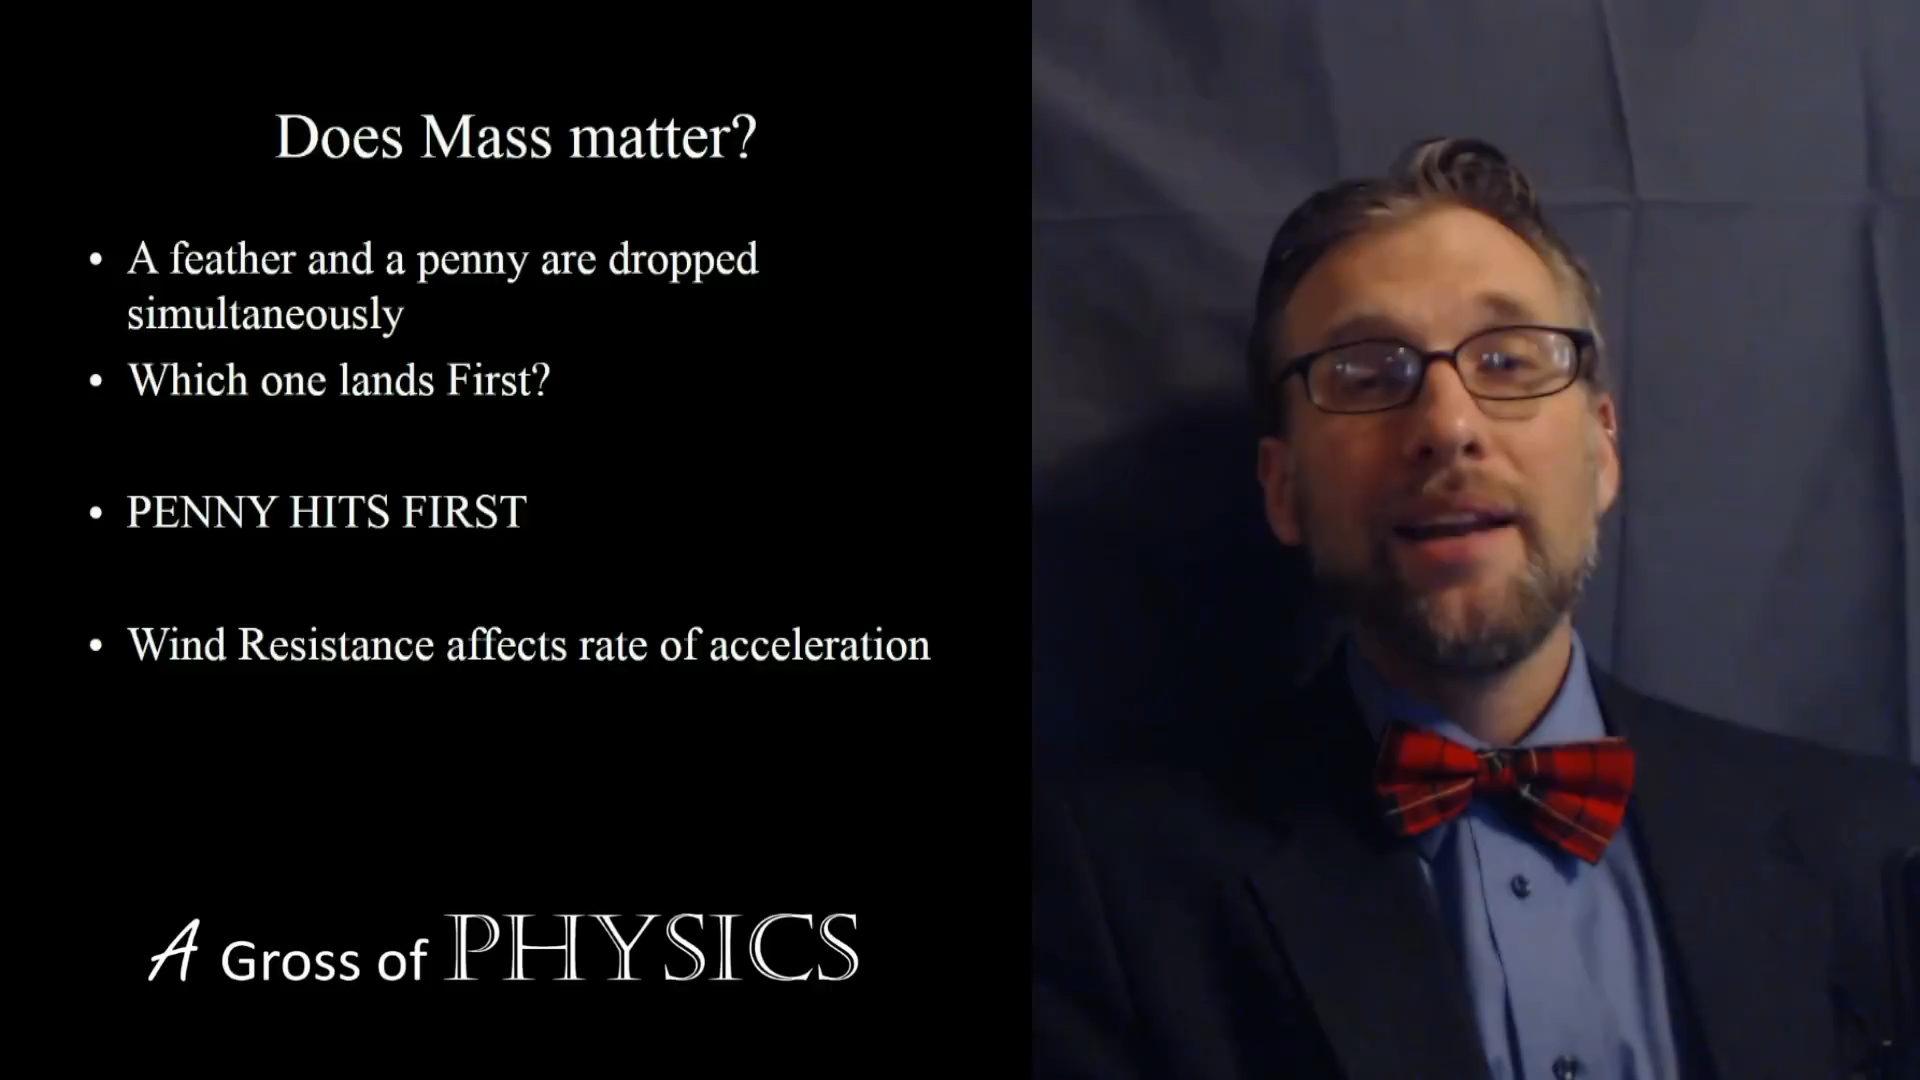 Does Mass matter?
• A feather and a penny are dropped
simultaneously
• Which one lands First?
• PENNY HITS FIRST
• Wind Resistance affects rate of acceleration
A Gross of PHYSICS